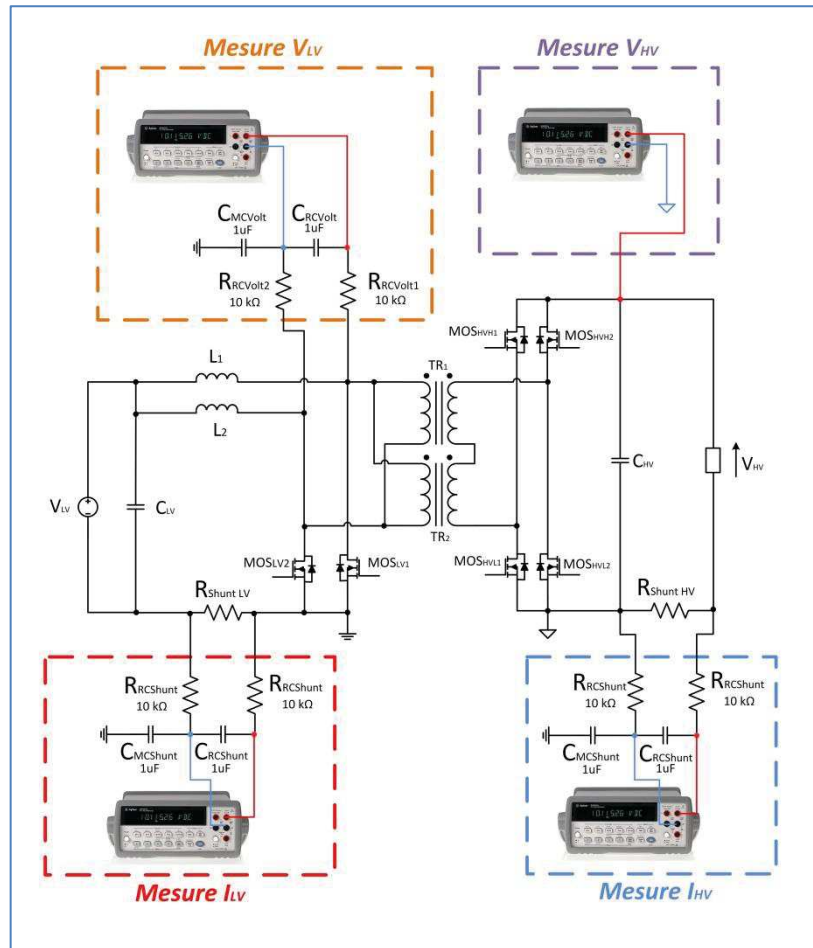 Mesure VLV
Mesure VHV
CMCVolt
1uF
CRCVolt
1uF
RRCVolt2
10 kΩ
RRCVolt1
10 kΩ
MOSHVH1
MOSHVH2
L1
TR1
L2
VLV
CLV
CHV
VHV
TR2
MOSLV2
MOSLV1
MOSHVL1
MOSHVL2
RShunt LV
RShunt HV
RRCShunt
10 kΩ
RRCShunt
10 kΩ
RRCShunt
10 kΩ
RRCShunt
10 kΩ
CMCShunt
1uF
CRCShunt
1uF
CMCShunt
1uF
CRCShunt
1uF
Mesure ILV
Mesure IHV